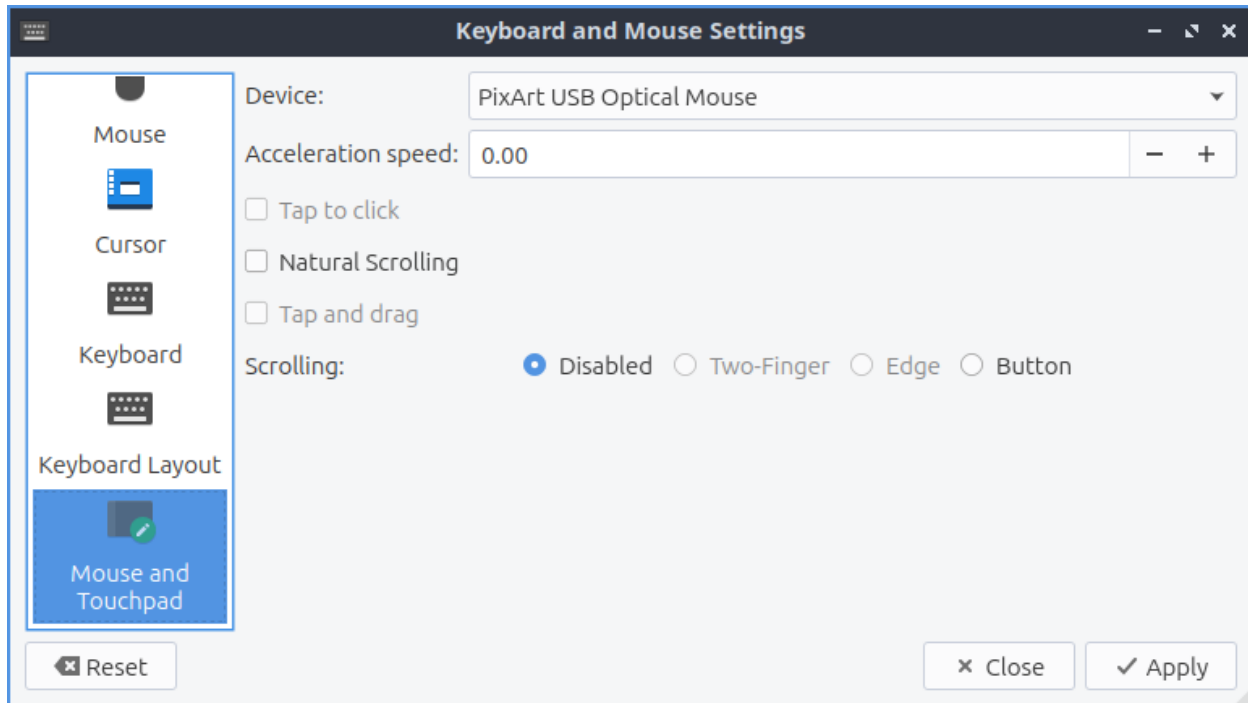 Keyboard and Mouse Settings
Mouse
Cursor
Keyboard
Keyboard Layout
Mouse and
Touchpad
Device: PixArt USB Optical Mouse
Acceleration speed: 0.00
Tap to click
Natural Scrolling
Tap and drag
Scrolling: Disabled Two-Finger Edge Button
Reset Close Apply